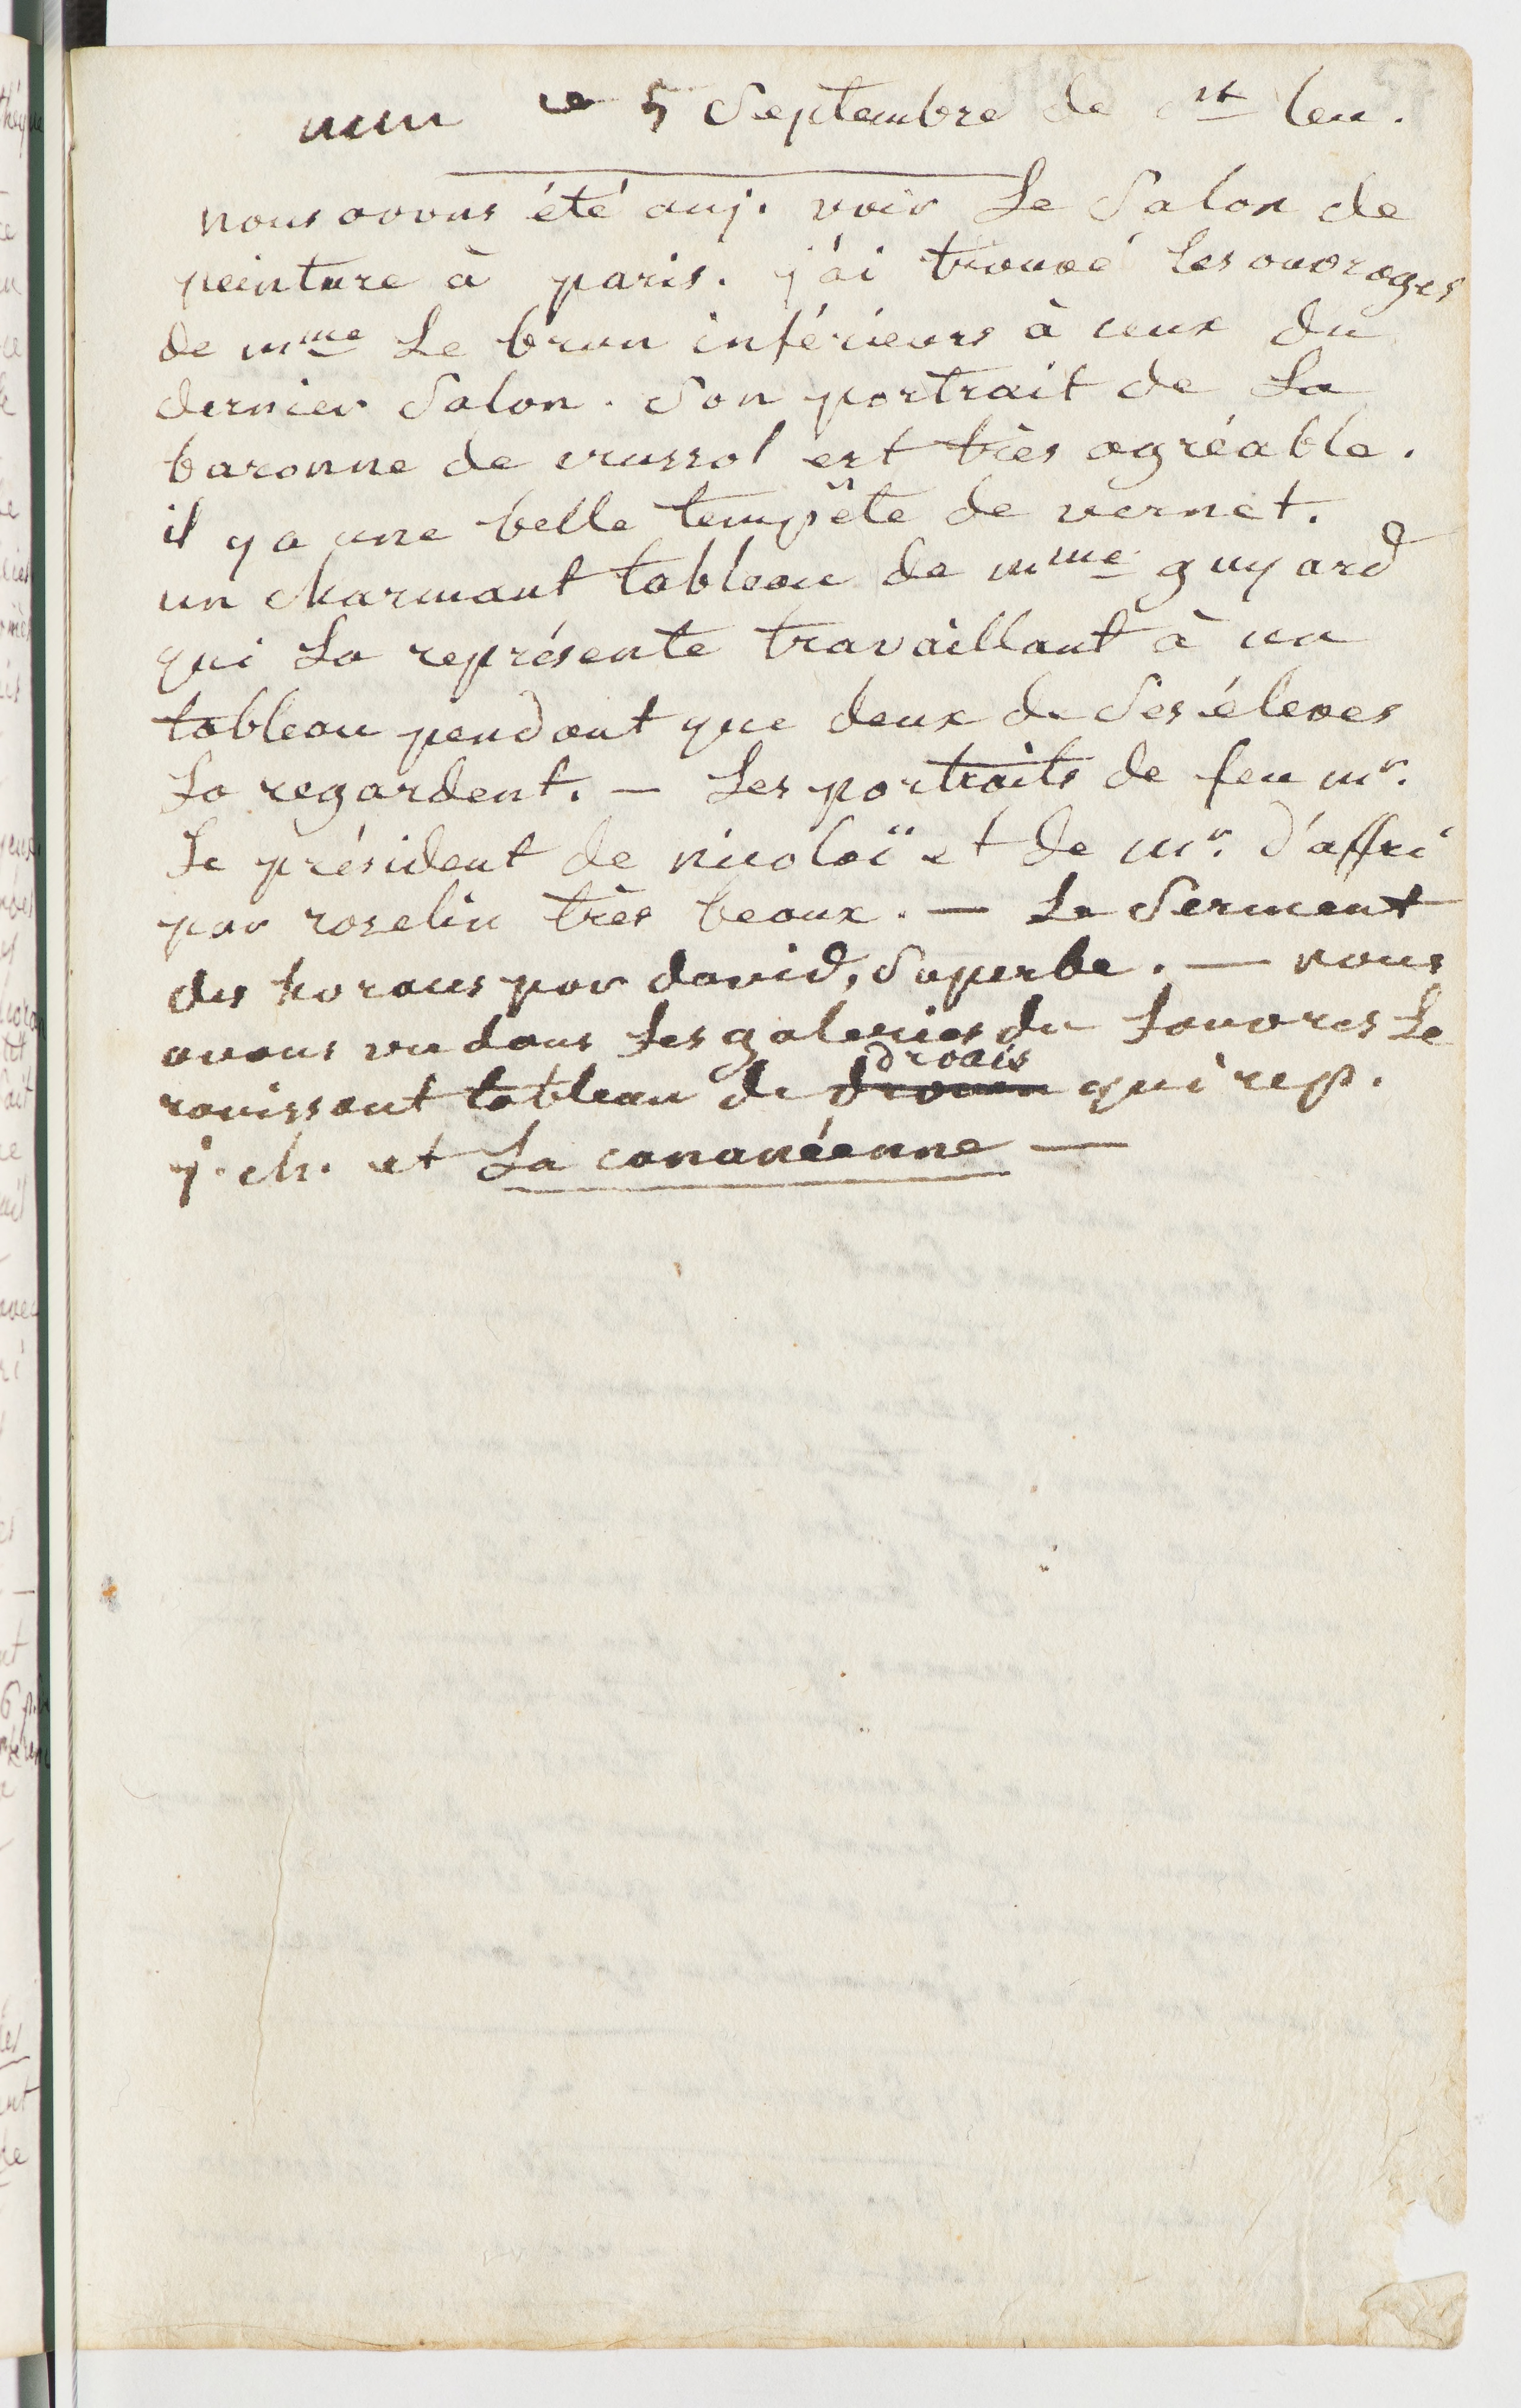 ce 5 Septembre de st leu.
nous avons été auj. voir Le Salon de
peinture à paris. j'ai trouvé Les ouvrages
de mme Le brun inférieurs à ceux du
dernier Salon. Son portrait de La
baronne de crussol est très agréable.
il y a une belle tempête de vernet.
un charmant tableau de mme guyard
qui La représente travaillant à un
tableau pendant que deux de Ses éleves
La regardent. — Les portraits de feu mr.
Le président de nicolaï et de mr. d'affri
par roselin très beaux. — Le Serment
des horaces par david, Superbe. — nous
avons vu dans Les galeries du Louvres Le
drouais
ravissant tableau de qui rep.
j. ch. et La cananéenne —